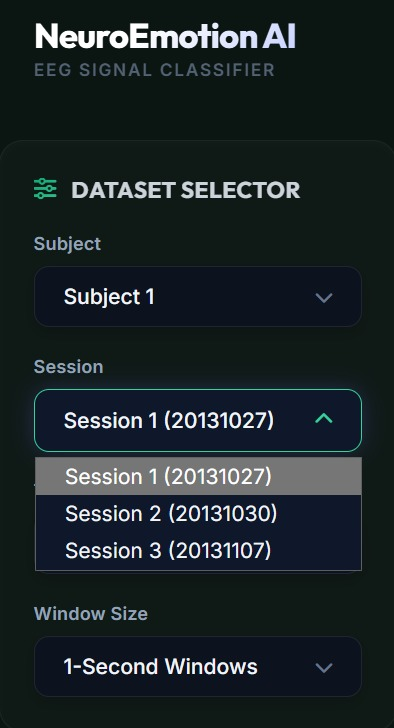 NeuroEmotion AI
EEG SIGNAL CLASSIFIER
DATASET SELECTOR
Subject
Subject 1
Session
Session 1 (20131027)
Session 1 (20131027)
Session 2 (20131030)
Session 3 (20131107)
Window Size
1-Second Windows